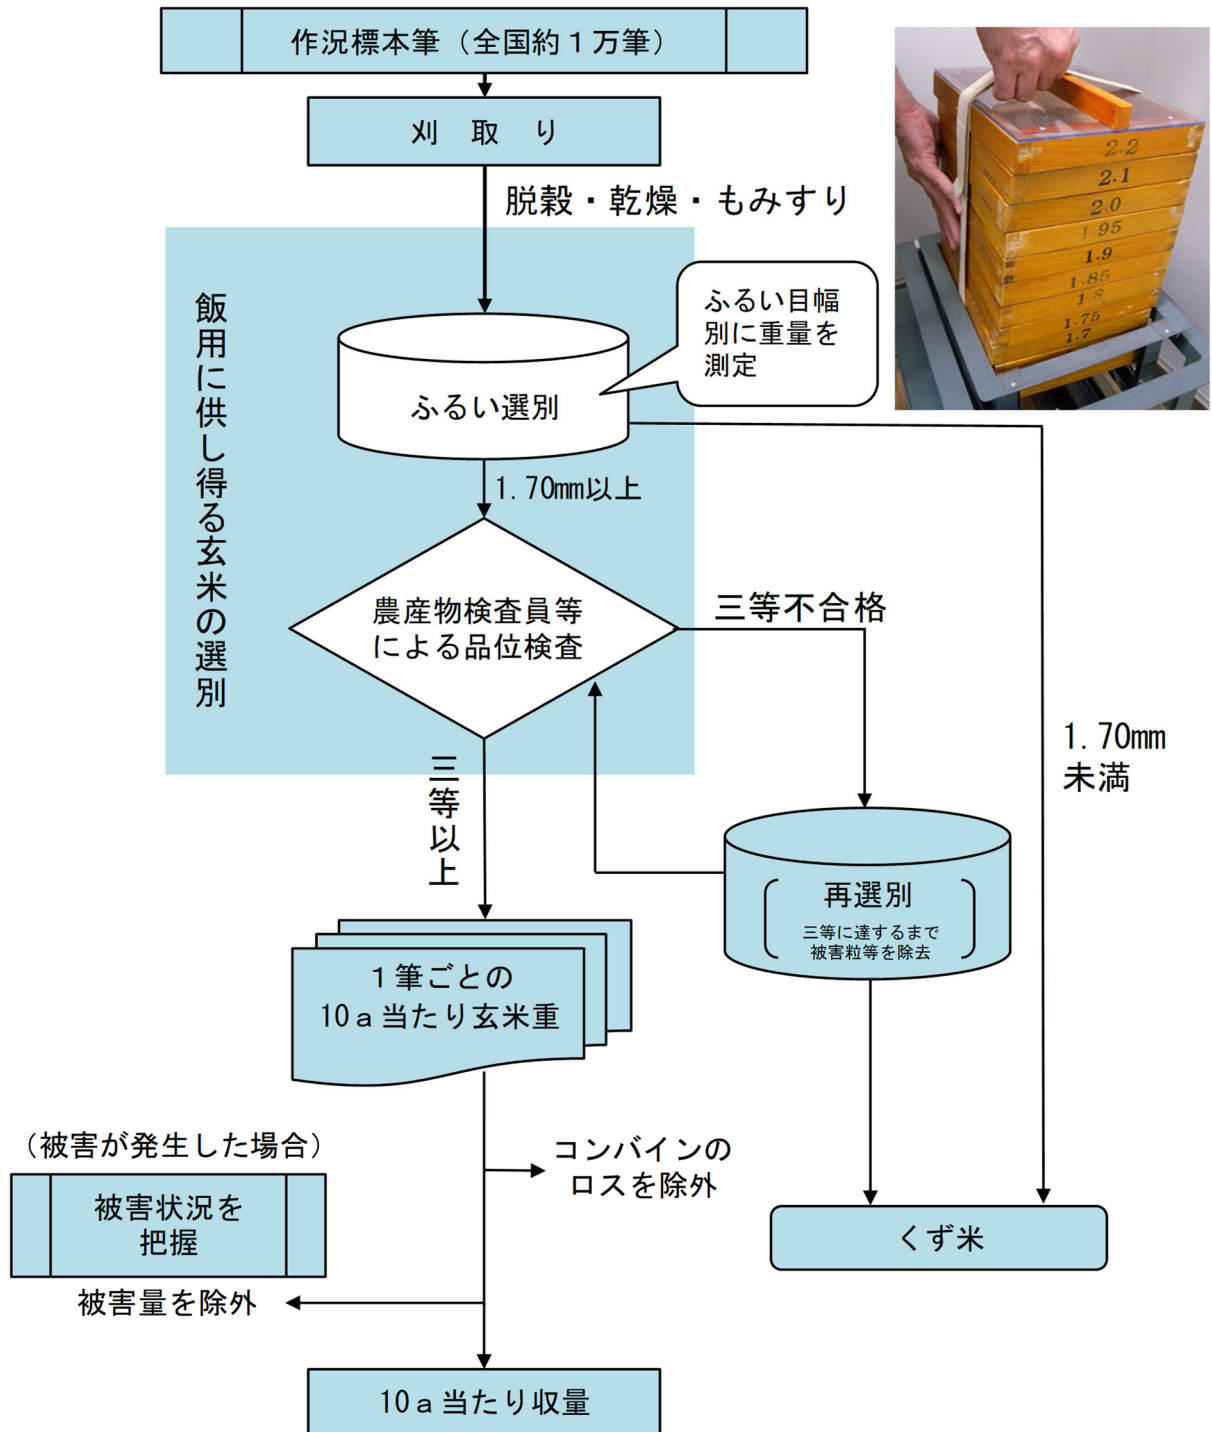 作況標本筆（全国約１万筆）
刈　取　り
脱穀・乾燥・もみすり
飯用に供し得る玄米の選別
ふるい目幅
別に重量を
測定
ふるい選別
1.70mm以上
農産物検査員等
による品位検査
三等不合格
三等以上
1.70mm
未満
再選別
三等に達するまで
被害粒等を除去
１筆ごとの
10ａ当たり玄米重
（被害が発生した場合）
被害状況を
把握
被害量を除外
コンバインの
ロスを除外
くず米
10ａ当たり収量
2.2
2.1
2.0
1.95
1.9
1.85
1.8
1.75
1.7